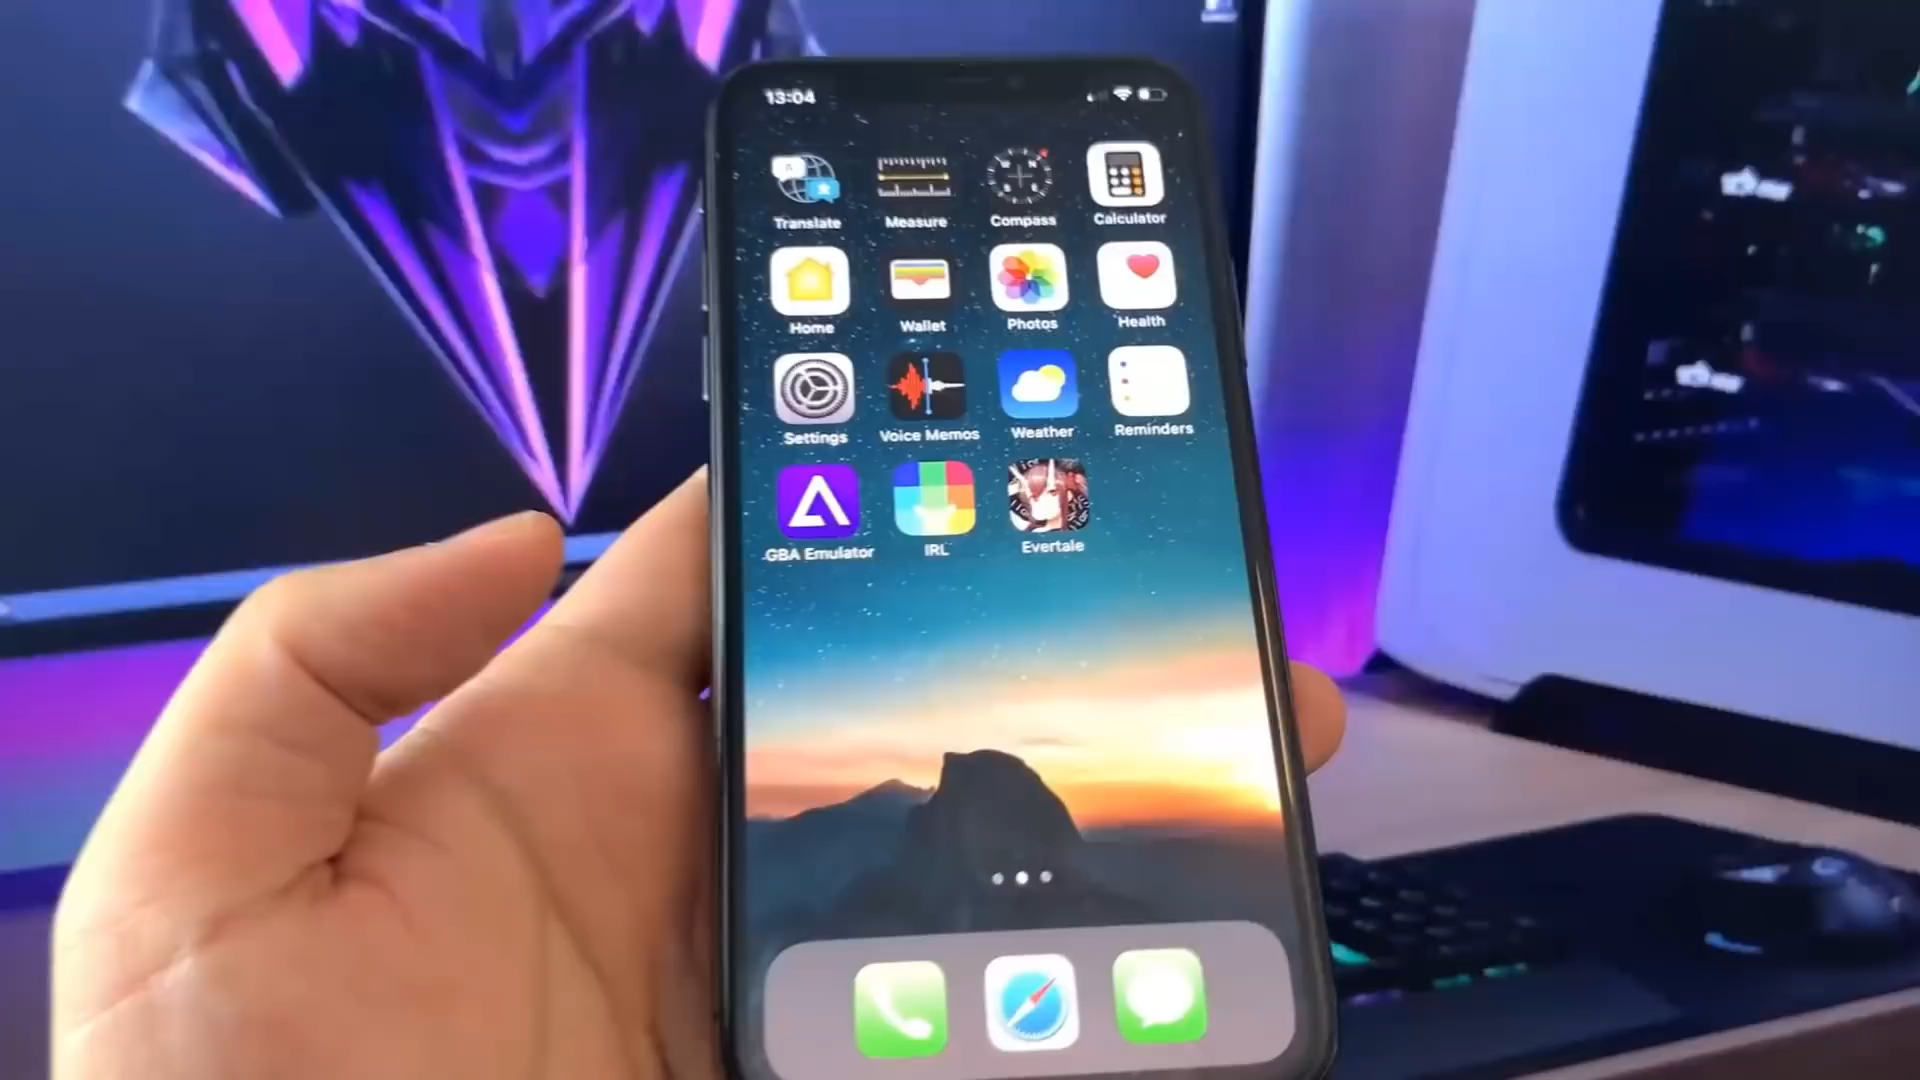 13:04
Translate Measure Compass Calculator
Home Wallet Photos Health
Settings Voice Memos Weather Reminders
GBA Emulator IRL Evertale